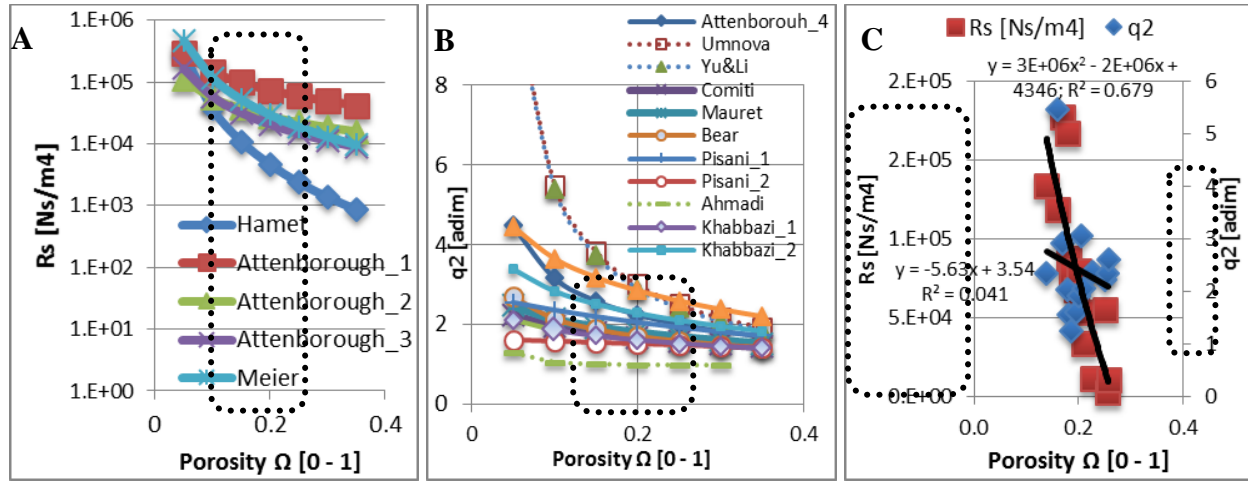 A
1.E+06
1.E+05
1.E+04
1.E+03
1.E+02
1.E+01
1.E+00
Rs [Ns/m4]
Hamet
Attenborough_1
Attenborough_2
Attenborough_3
Meier
0
0.2
0.4
Porosity Ω [0 - 1]
B
Attenborouh_4
Umnova
Yu&Li
Comiti
Mauret
Bear
Pisani_1
Pisani_2
Ahmadi
Khabbazi_1
Khabbazi_2
8
6
4
2
0
q2 [adim]
0
0.2
0.4
Porosity Ω [0 - 1]
C
Rs [Ns/m4]
q2
y = 3E+06x² - 2E+06x +
4346; R² = 0.679
2.E+05
2.E+05
1.E+05
5.E+04
0.E+00
Rs [Ns/m4]
y = -5.63x + 3.54
R² = 0.041
6
5
4
3
2
1
0
q2 [adim]
0.0
0.2
0.4
Porosity Ω [0 - 1]